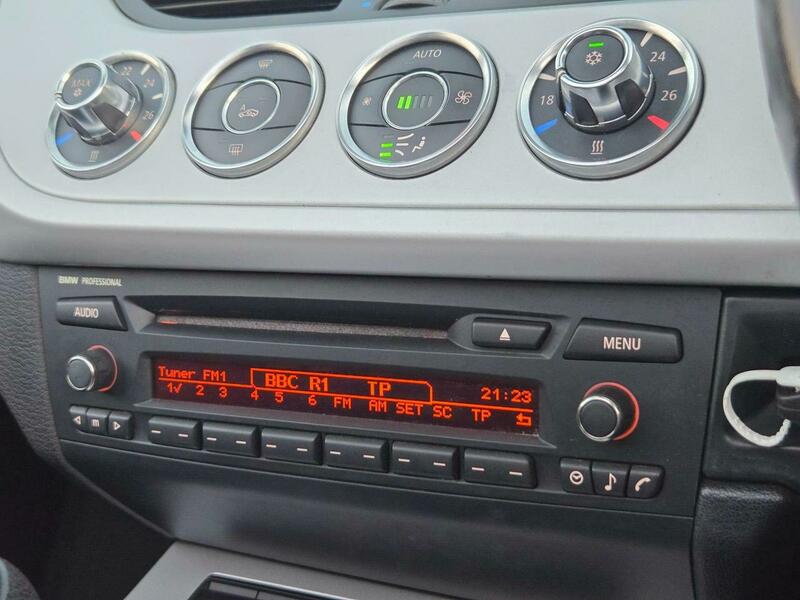 MAX
22
24
26
AUTO
24
18
26
A
BMW PROFESSIONAL
AUDIO
MENU
Tuner FM1 BBC R1 TP 21:23
1✓ 2 3 4 5 6 FM AM SET SC TP
m